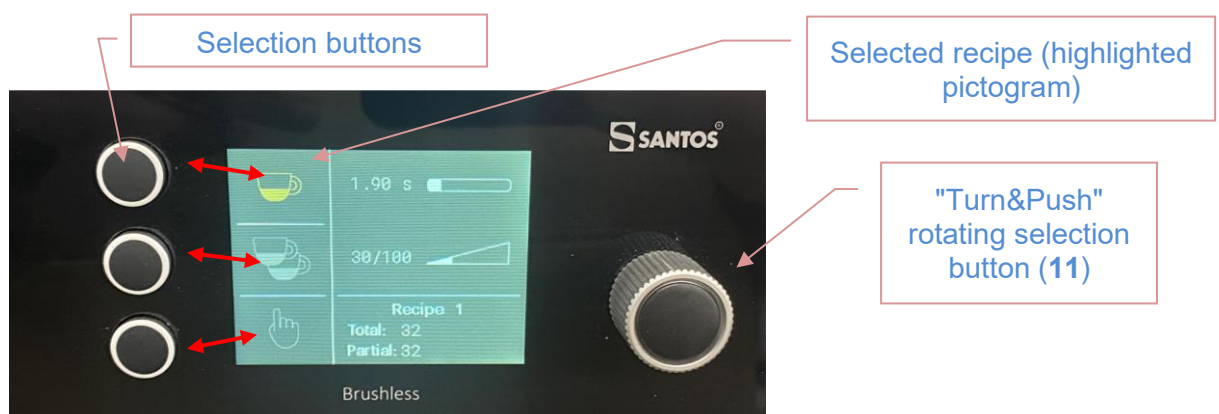 Selection buttons
Selected recipe (highlighted
pictogram)
SANTOS
"Turn&Push"
rotating selection
button (11)
1.90 s
30/100
Recipe 1
Total: 32
Partial: 32
Brushless